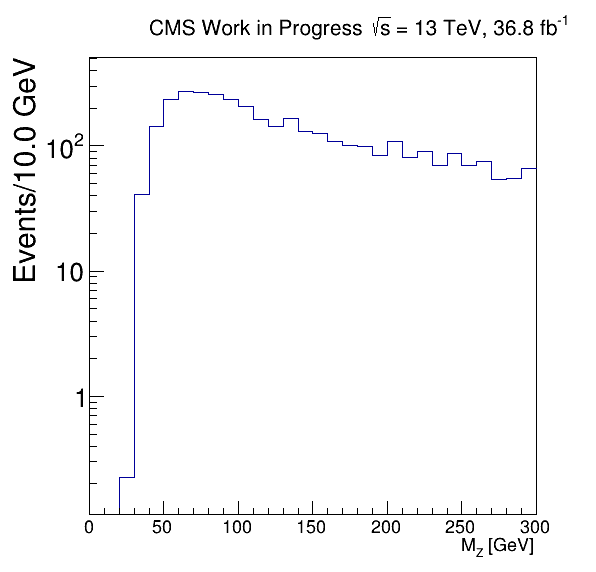 CMS Work in Progress √s = 13 TeV, 36.8 fb⁻¹
Events/10.0 GeV
10²
10
1
0 50 100 150 200 250 300
M_Z [GeV]